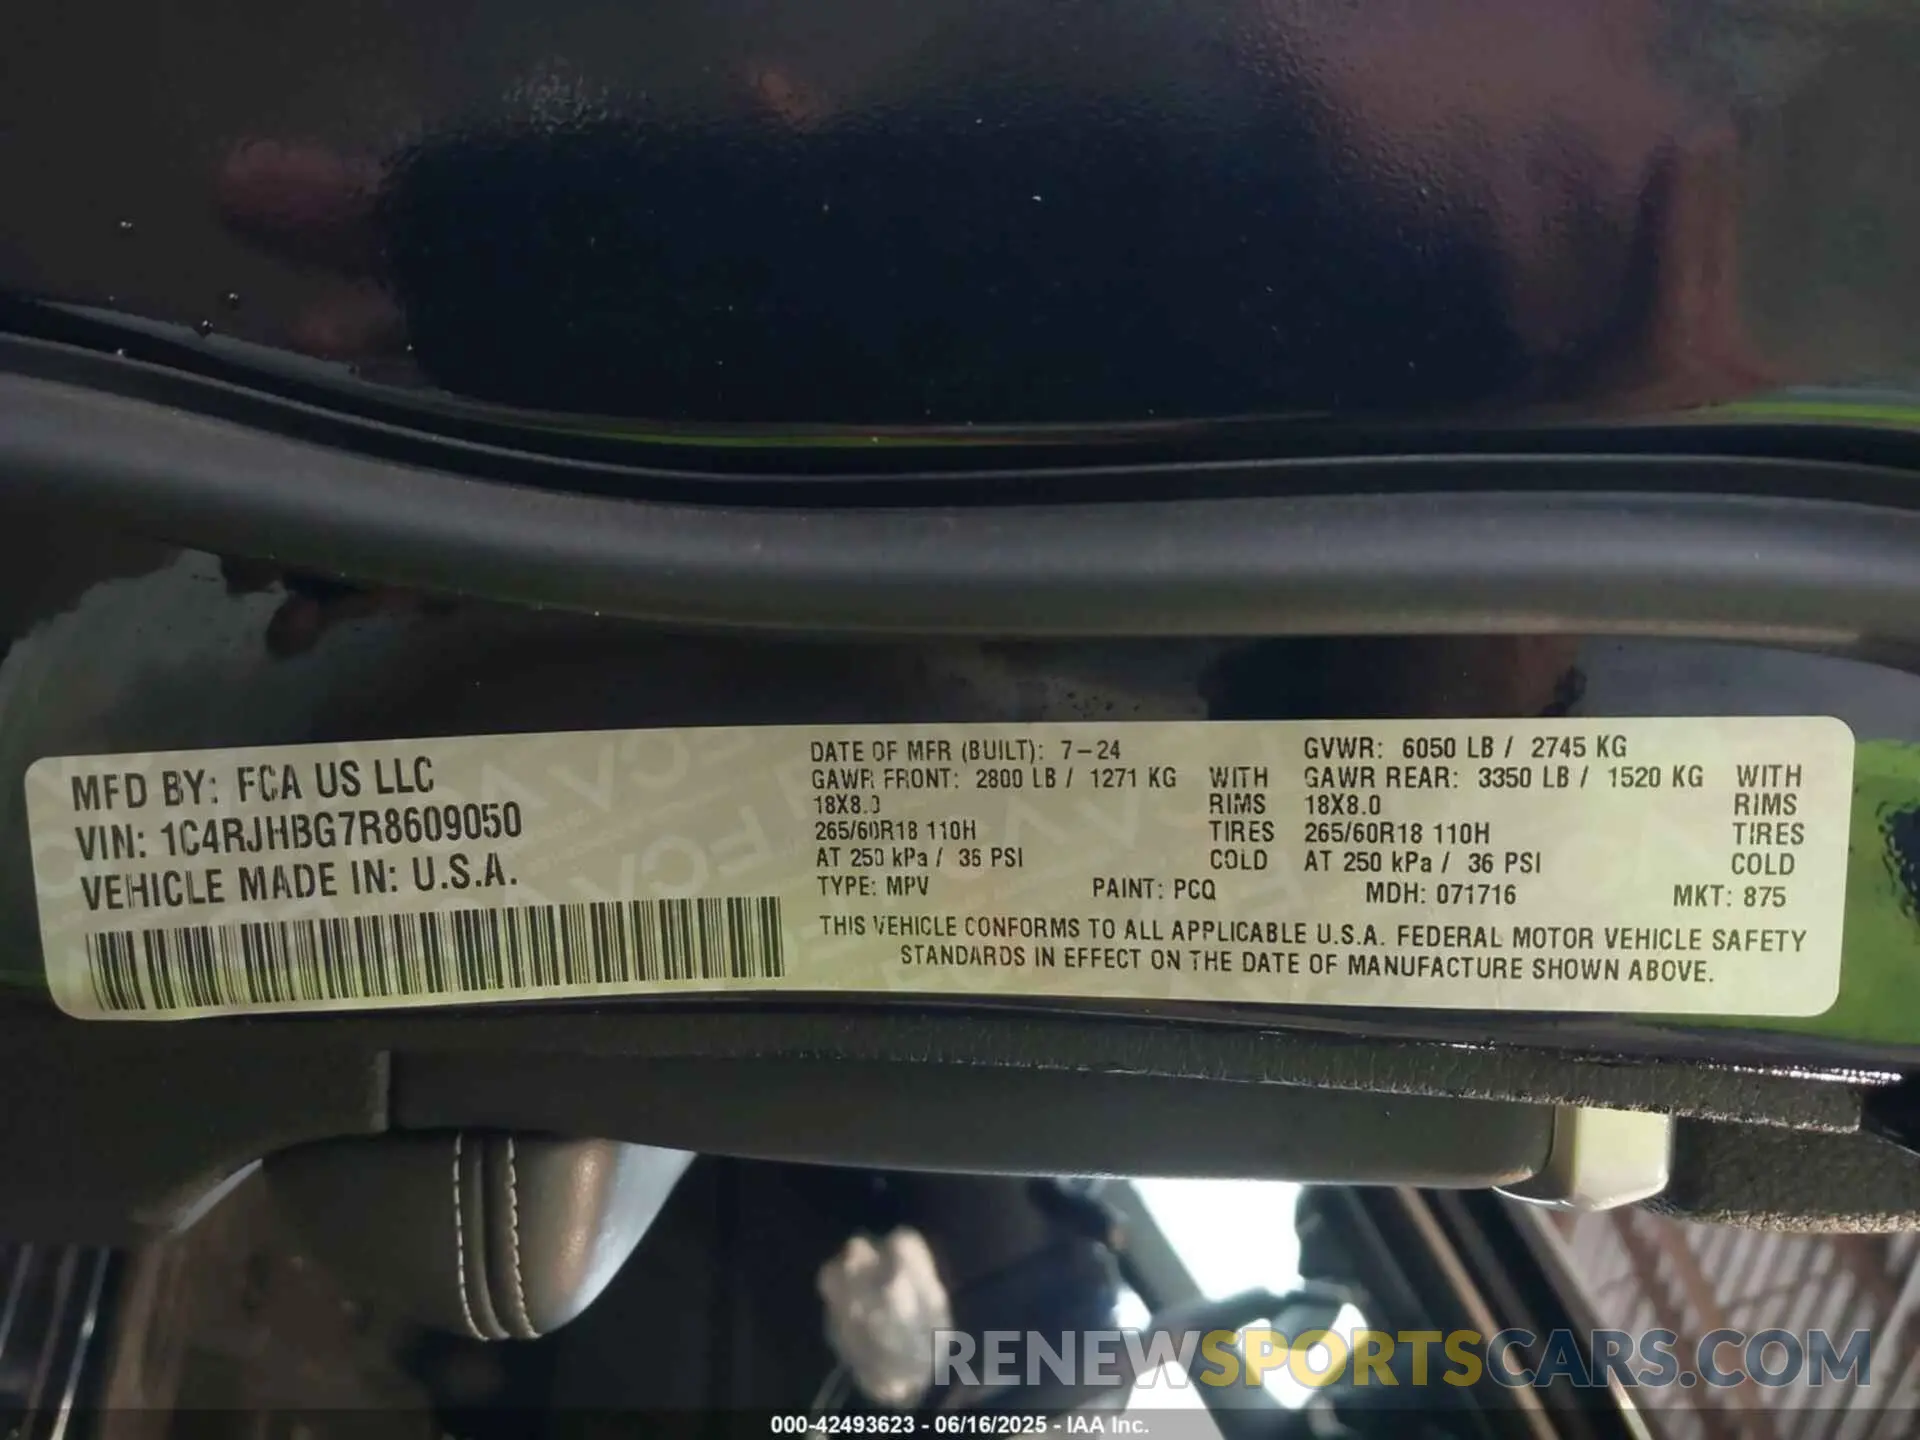 MFD BY: FCA US LLC
VIN: 1C4RJHBG7R8609050
VEHICLE MADE IN: U.S.A.
DATE OF MFR (BUILT): 7-24 GVWR: 6050 LB / 2745 KG
GAWR FRONT: 2800 LB / 1271 KG WITH GAWR REAR: 3350 LB / 1520 KG WITH
18X8.0 RIMS 18X8.0 RIMS
265/60R18 110H TIRES 265/60R18 110H TIRES
AT 250 kPa / 36 PSI COLD AT 250 kPa / 36 PSI COLD
TYPE: MPV PAINT: PCQ MDH: 071716 MKT: 875
THIS VEHICLE CONFORMS TO ALL APPLICABLE U.S.A. FEDERAL MOTOR VEHICLE SAFETY
STANDARDS IN EFFECT ON THE DATE OF MANUFACTURE SHOWN ABOVE.
RENEWSPORTSCARS.COM
000-42493623 - 06/16/2025 - IAA Inc.